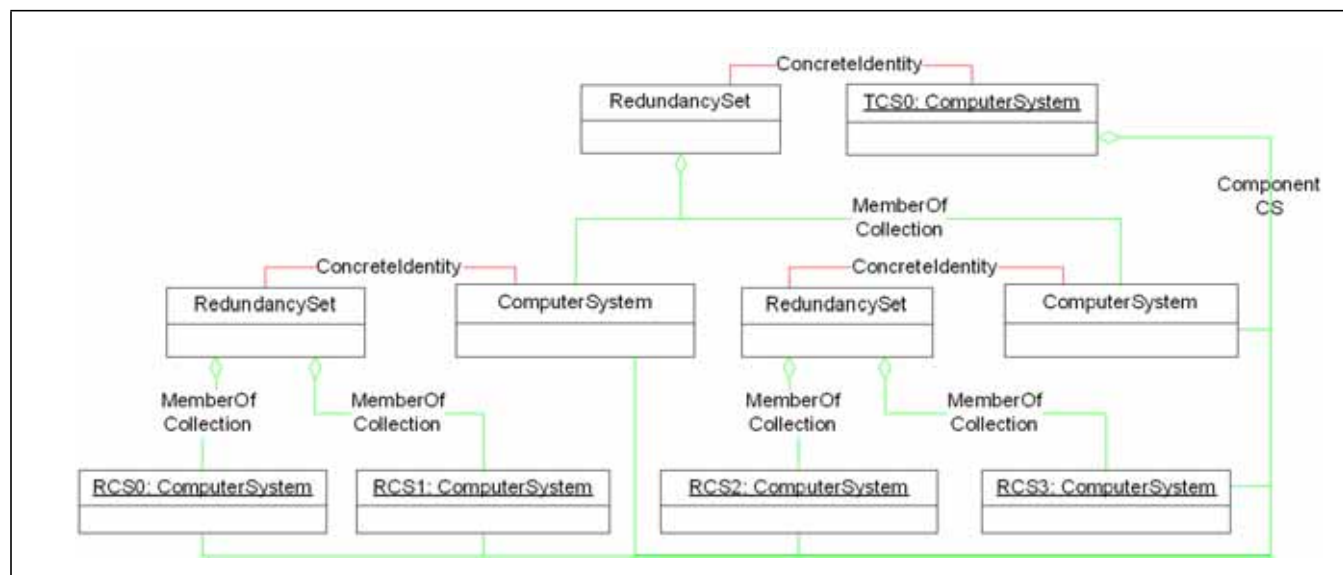 ConcreteIdentity
RedundancySet
TCS0: ComputerSystem
Component
CS
MemberOf
Collection
ConcreteIdentity
ConcreteIdentity
RedundancySet
ComputerSystem
RedundancySet
ComputerSystem
MemberOf
Collection
MemberOf
Collection
MemberOf
Collection
MemberOf
Collection
RCS0: ComputerSystem
RCS1: ComputerSystem
RCS2: ComputerSystem
RCS3: ComputerSystem